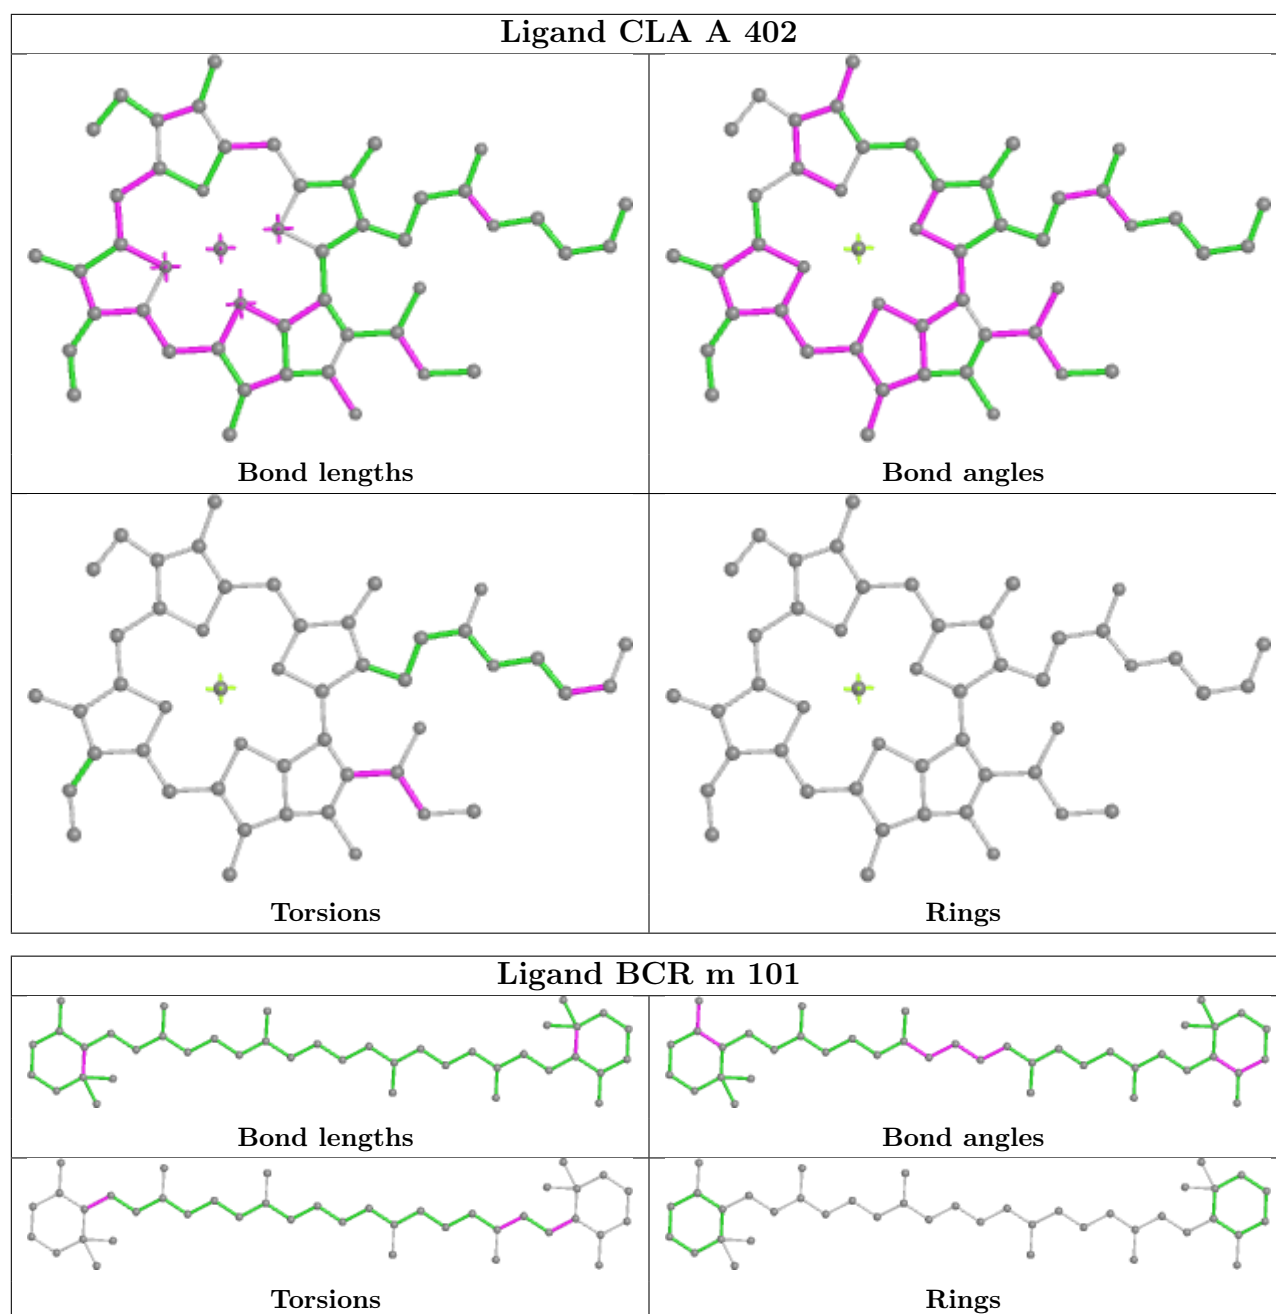 Ligand CLA A 402
Bond lengths
Bond angles
Torsions
Rings
Ligand BCR m 101
Bond lengths
Bond angles
Torsions
Rings